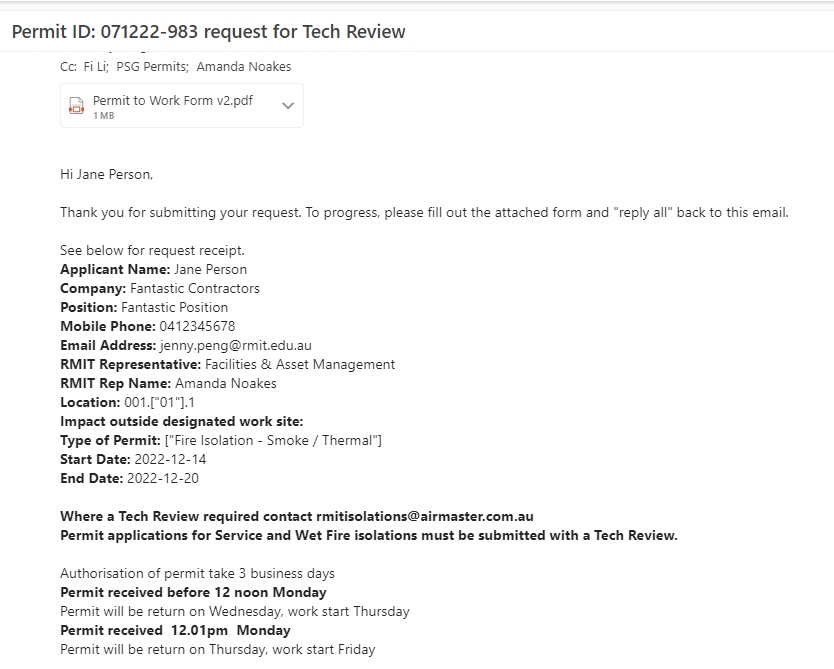 Permit ID: 071222-983 request for Tech Review
Cc: Fi Li; PSG Permits; Amanda Noakes
Permit to Work Form v2.pdf
1 MB
Hi Jane Person,
Thank you for submitting your request. To progress, please fill out the attached form and "reply all" back to this email.
See below for request receipt.
Applicant Name: Jane Person
Company: Fantastic Contractors
Position: Fantastic Position
Mobile Phone: 0412345678
Email Address: jenny.peng@rmit.edu.au
RMIT Representative: Facilities & Asset Management
RMIT Rep Name: Amanda Noakes
Location: 001.["01"].1
Impact outside designated work site:
Type of Permit: ["Fire Isolation - Smoke / Thermal"]
Start Date: 2022-12-14
End Date: 2022-12-20
Where a Tech Review required contact rmitisolations@airmaster.com.au
Permit applications for Service and Wet Fire isolations must be submitted with a Tech Review.
Authorisation of permit take 3 business days
Permit received before 12 noon Monday
Permit will be return on Wednesday, work start Thursday
Permit received  12.01pm  Monday
Permit will be return on Thursday, work start Friday